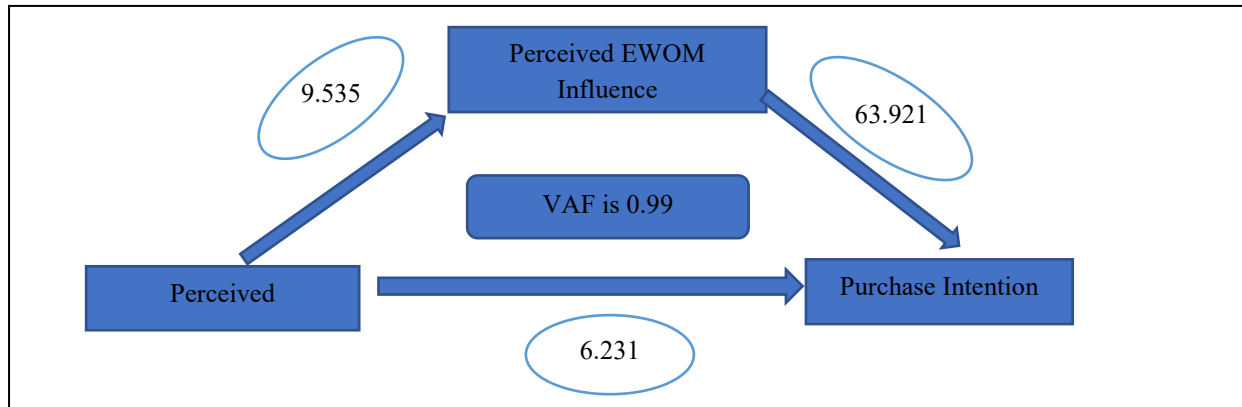 Perceived EWOM
Influence
9.535
63.921
VAF is 0.99
Perceived
Purchase Intention
6.231